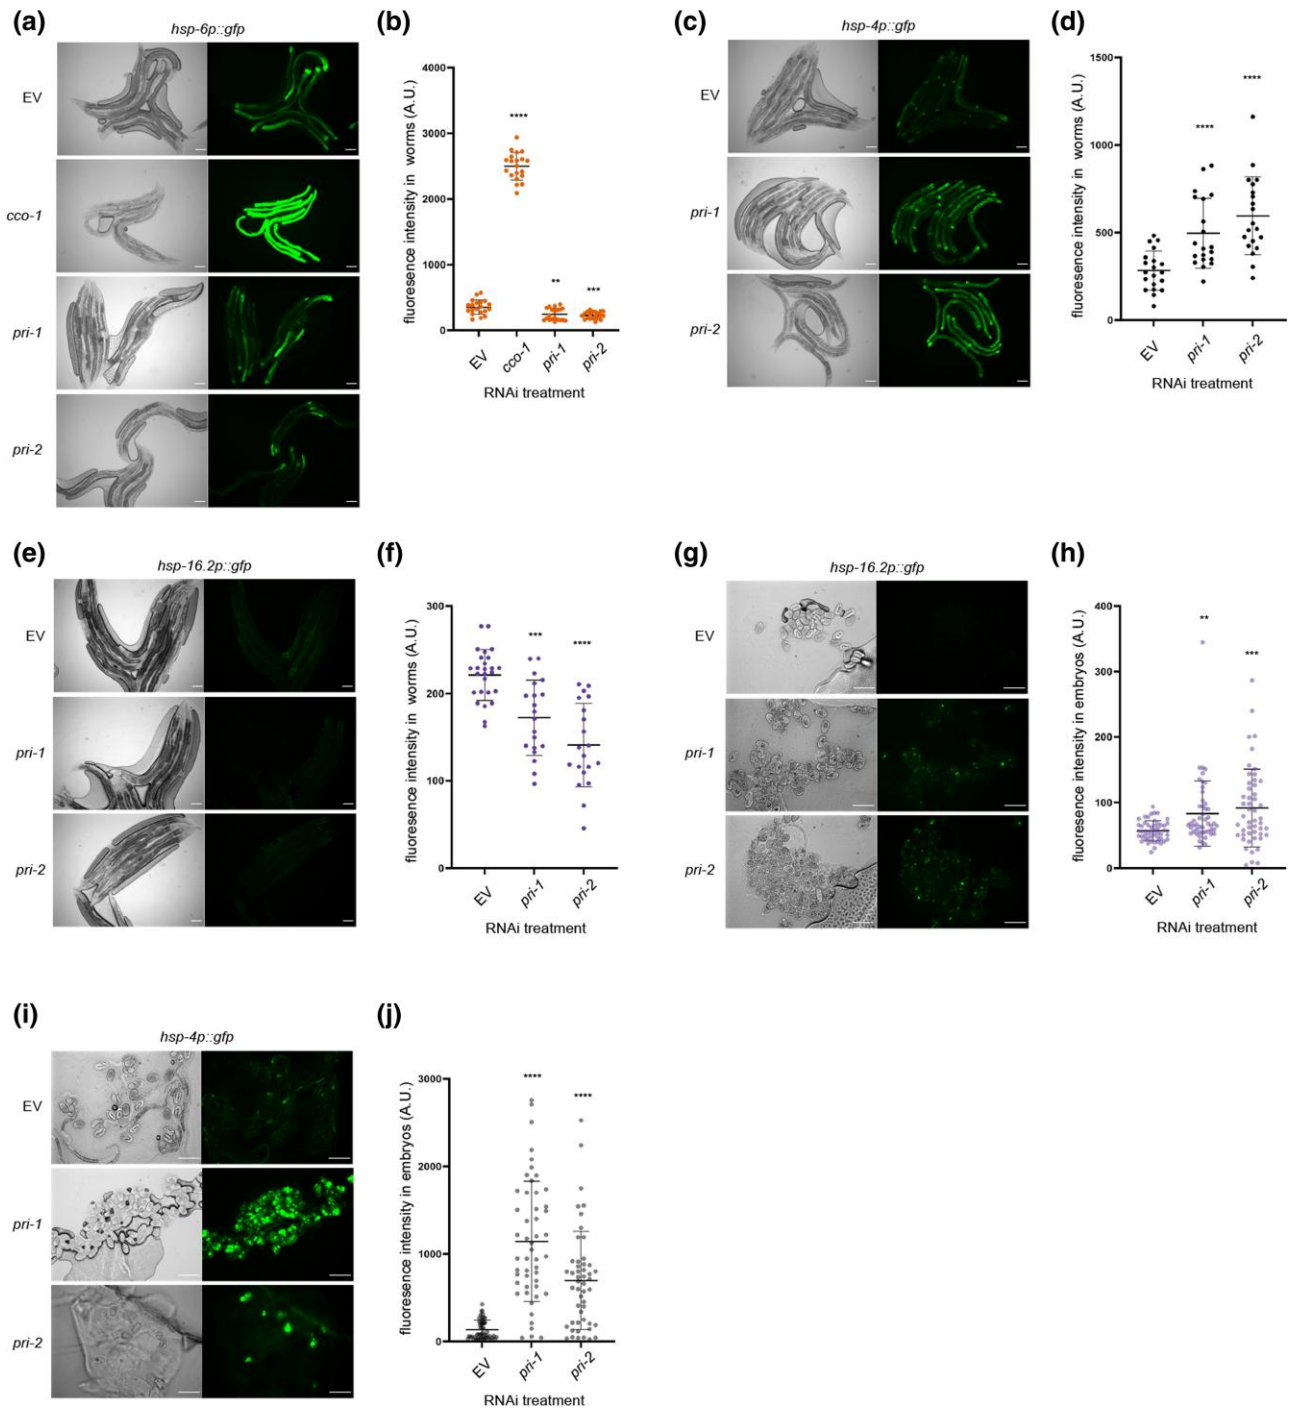 (a)
hsp-6p::gfp
EV
cco-1
pri-1
pri-2
(b)
fluoresence intensity in worms (A.U.)
4000
3000
2000
1000
0
****
**
***
EV
cco-1
pri-1
pri-2
RNAi treatment
(c)
hsp-4p::gfp
EV
pri-1
pri-2
(d)
fluoresence intensity in worms (A.U.)
1500
1000
500
0
****
****
EV
pri-1
pri-2
RNAi treatment
(e)
hsp-16.2p::gfp
EV
pri-1
pri-2
(f)
fluoresence intensity in worms (A.U.)
300
200
100
0
***
****
EV
pri-1
pri-2
RNAi treatment
(g)
hsp-16.2p::gfp
EV
pri-1
pri-2
(h)
fluoresence intensity in embryos (A.U.)
400
300
200
100
0
**
***
EV
pri-1
pri-2
RNAi treatment
(i)
hsp-4p::gfp
EV
pri-1
pri-2
(j)
fluoresence intensity in embryos (A.U.)
3000
2000
1000
0
****
****
EV
pri-1
pri-2
RNAi treatment